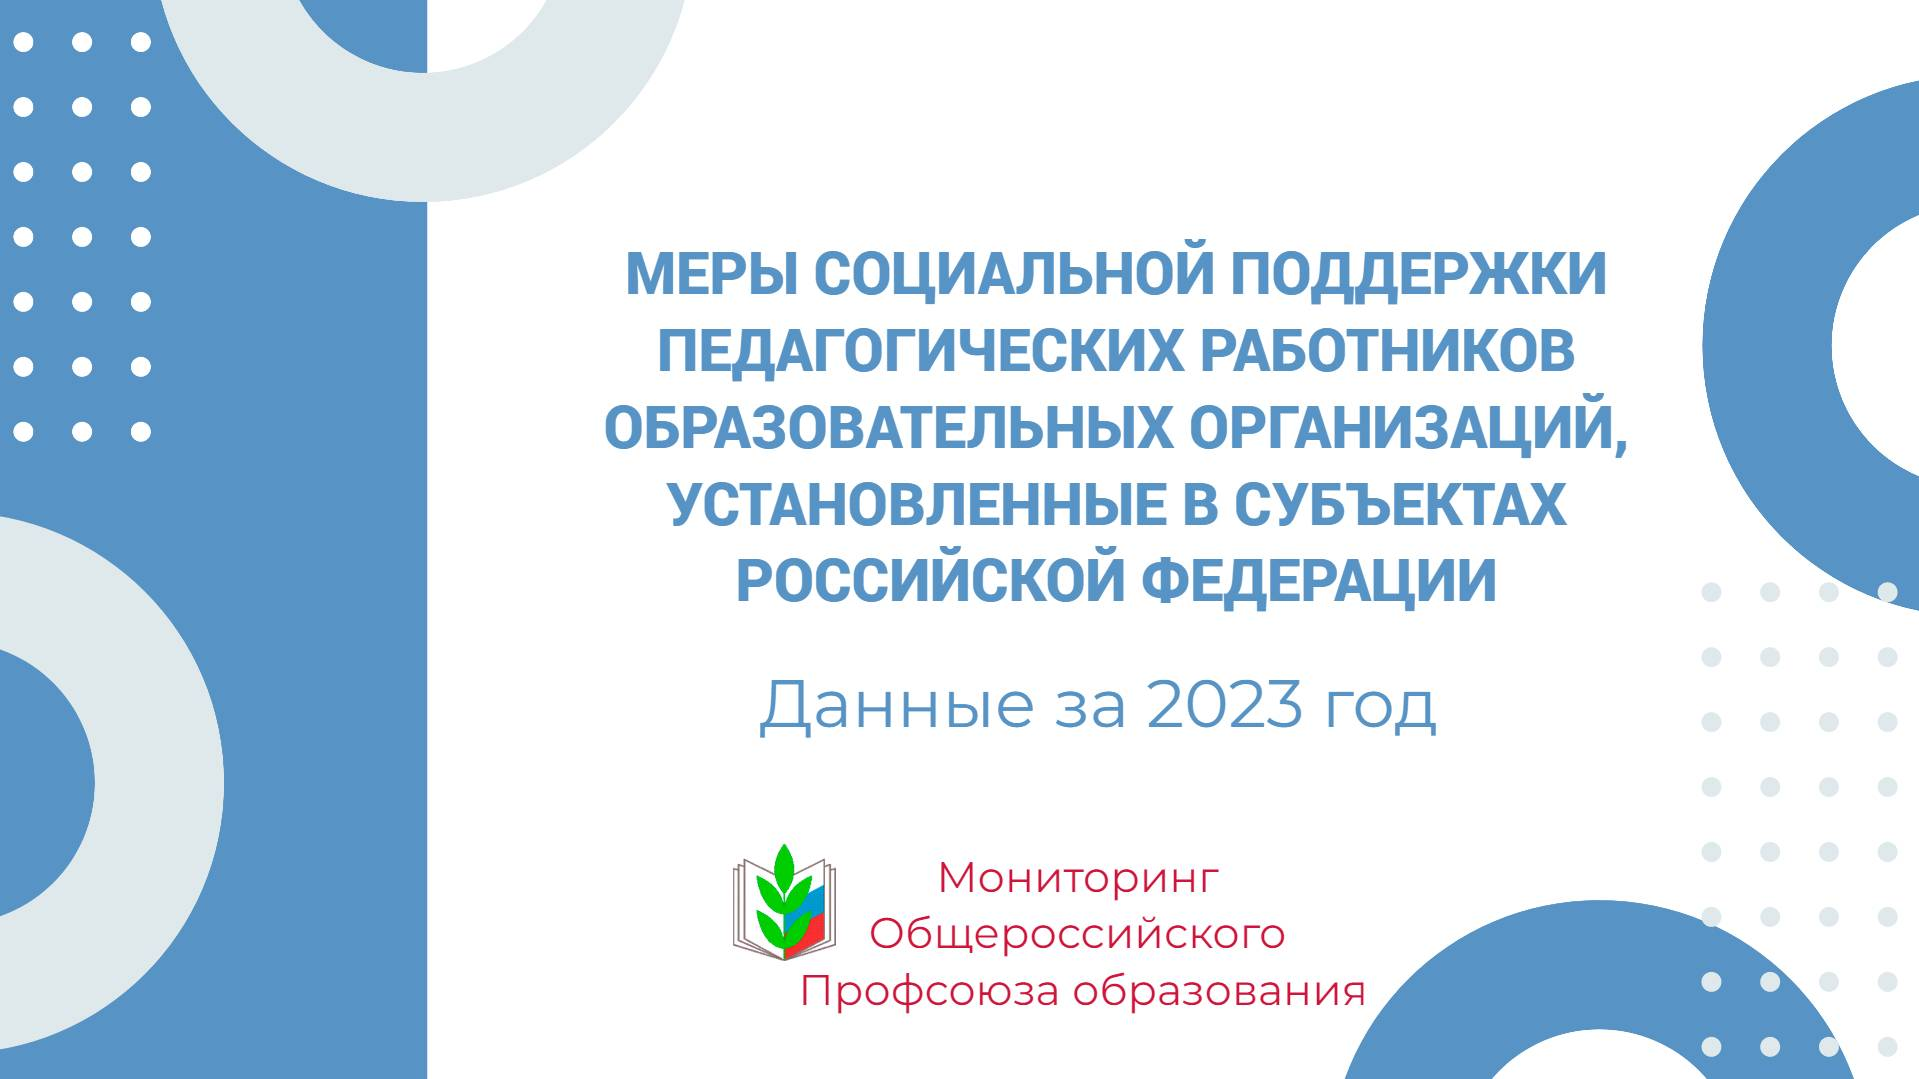 МЕРЫ СОЦИАЛЬНОЙ ПОДДЕРЖКИ
ПЕДАГОГИЧЕСКИХ РАБОТНИКОВ
ОБРАЗОВАТЕЛЬНЫХ ОРГАНИЗАЦИЙ,
УСТАНОВЛЕННЫЕ В СУБЪЕКТАХ
РОССИЙСКОЙ ФЕДЕРАЦИИ
Данные за 2023 год
Мониторинг
Общероссийского
Профсоюза образования